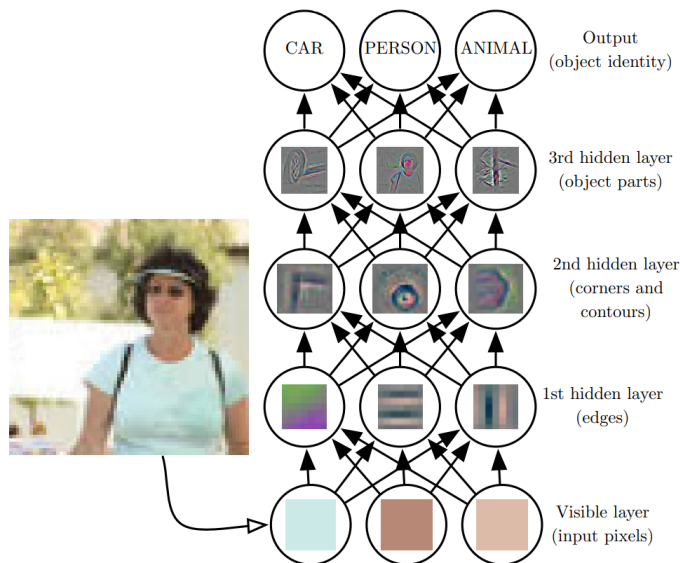 CAR
PERSON
ANIMAL
Output
(object identity)
3rd hidden layer
(object parts)
2nd hidden layer
(corners and
contours)
1st hidden layer
(edges)
Visible layer
(input pixels)